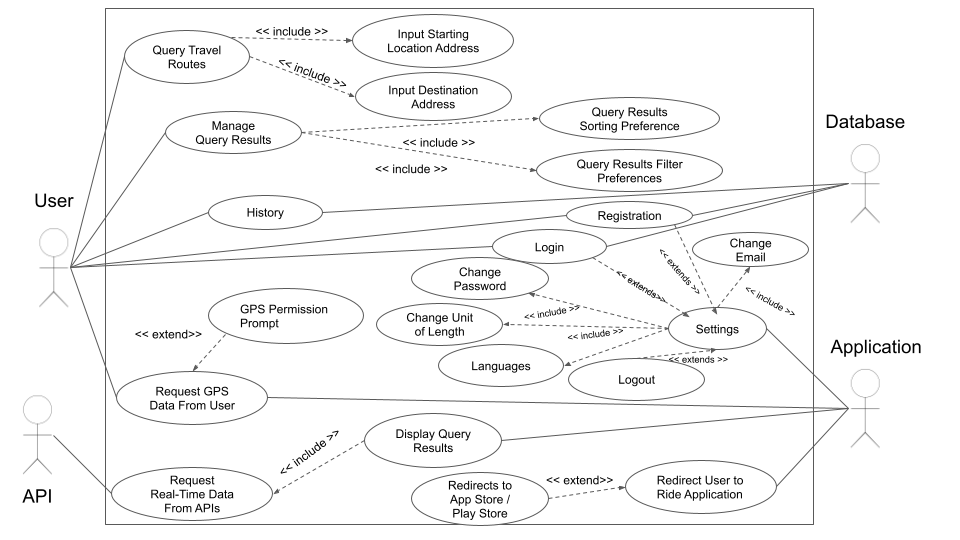 << include >>
Input Starting
Location Address
Query Travel
Routes
<< include >>
Input Destination
Address
Query Results
Sorting Preference
Database
Manage
Query Results
<< include >>
<< include >>
Query Results Filter
Preferences
User
History
Registration
Login
Change
Email
<< extends >>
Change
Password
<< extends>>
<< include >>
GPS Permission
Prompt
Change Unit
of Length
<< include >>
<< include >>
Settings
<< extend>>
Application
Languages
<< extends >>
Logout
Request GPS
Data From User
Display Query
Results
<< include >>
API
Request
Real-Time Data
From APIs
Redirects to
App Store /
Play Store
<< extend>>
Redirect User to
Ride Application